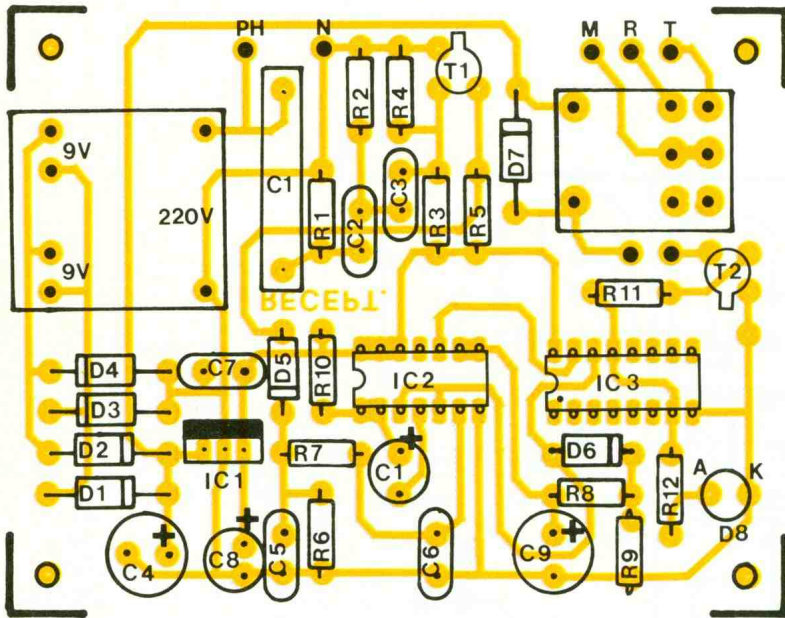 PH N M R T
T1
R2 R4
D7
9V
220V
C1
R1 C2 C3 R3 R5
9V
T2
RECEPT.
R11
D4 C7 D5 R10 IC2 IC3
D3
D2 R7 C1 + D6
IC1
D1 R8 R12 A K
D8
+ + +
C4 C8 C5 R6 C6 C9 R9